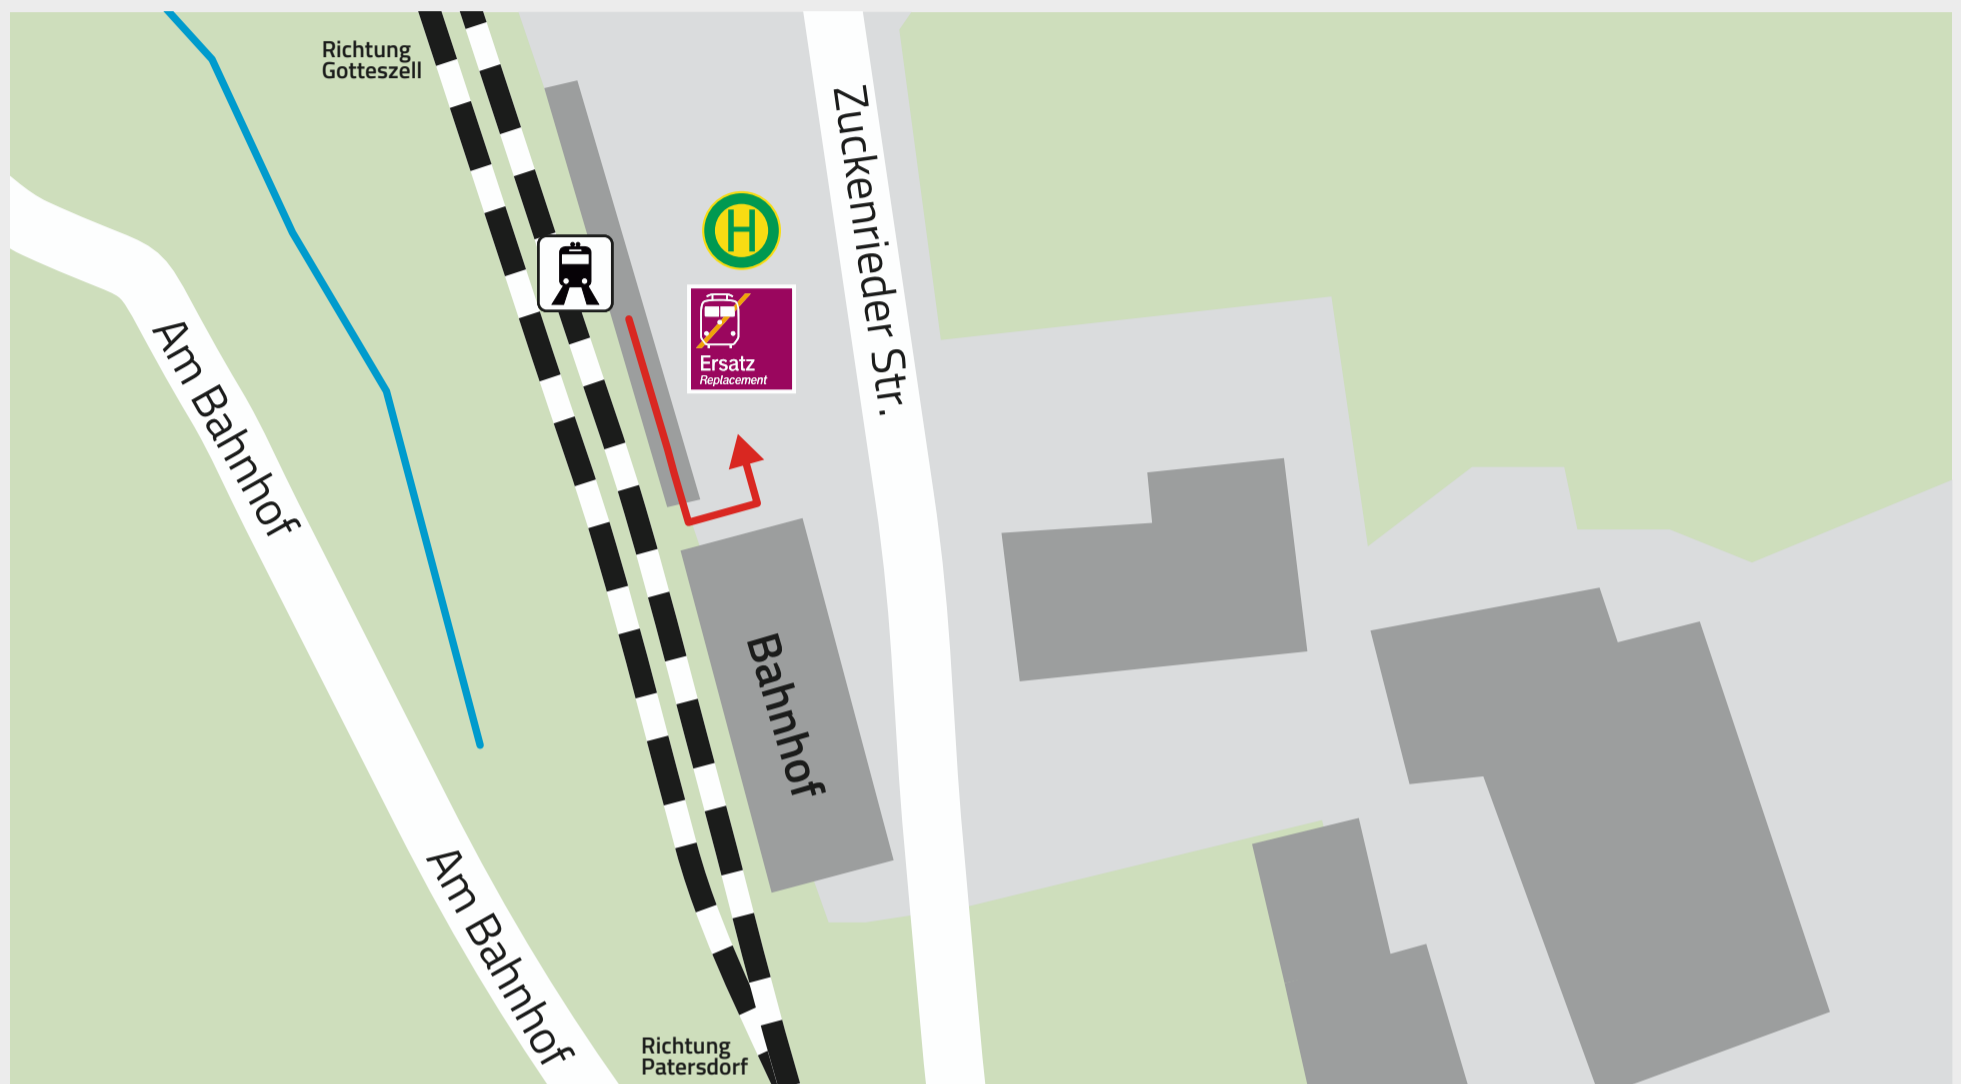 Richtung
Gotteszell
Zuckenrieder Str.
H
Ersatz
Replacement
Am Bahnhof
Bahnhof
Am Bahnhof
Richtung
Patersdorf